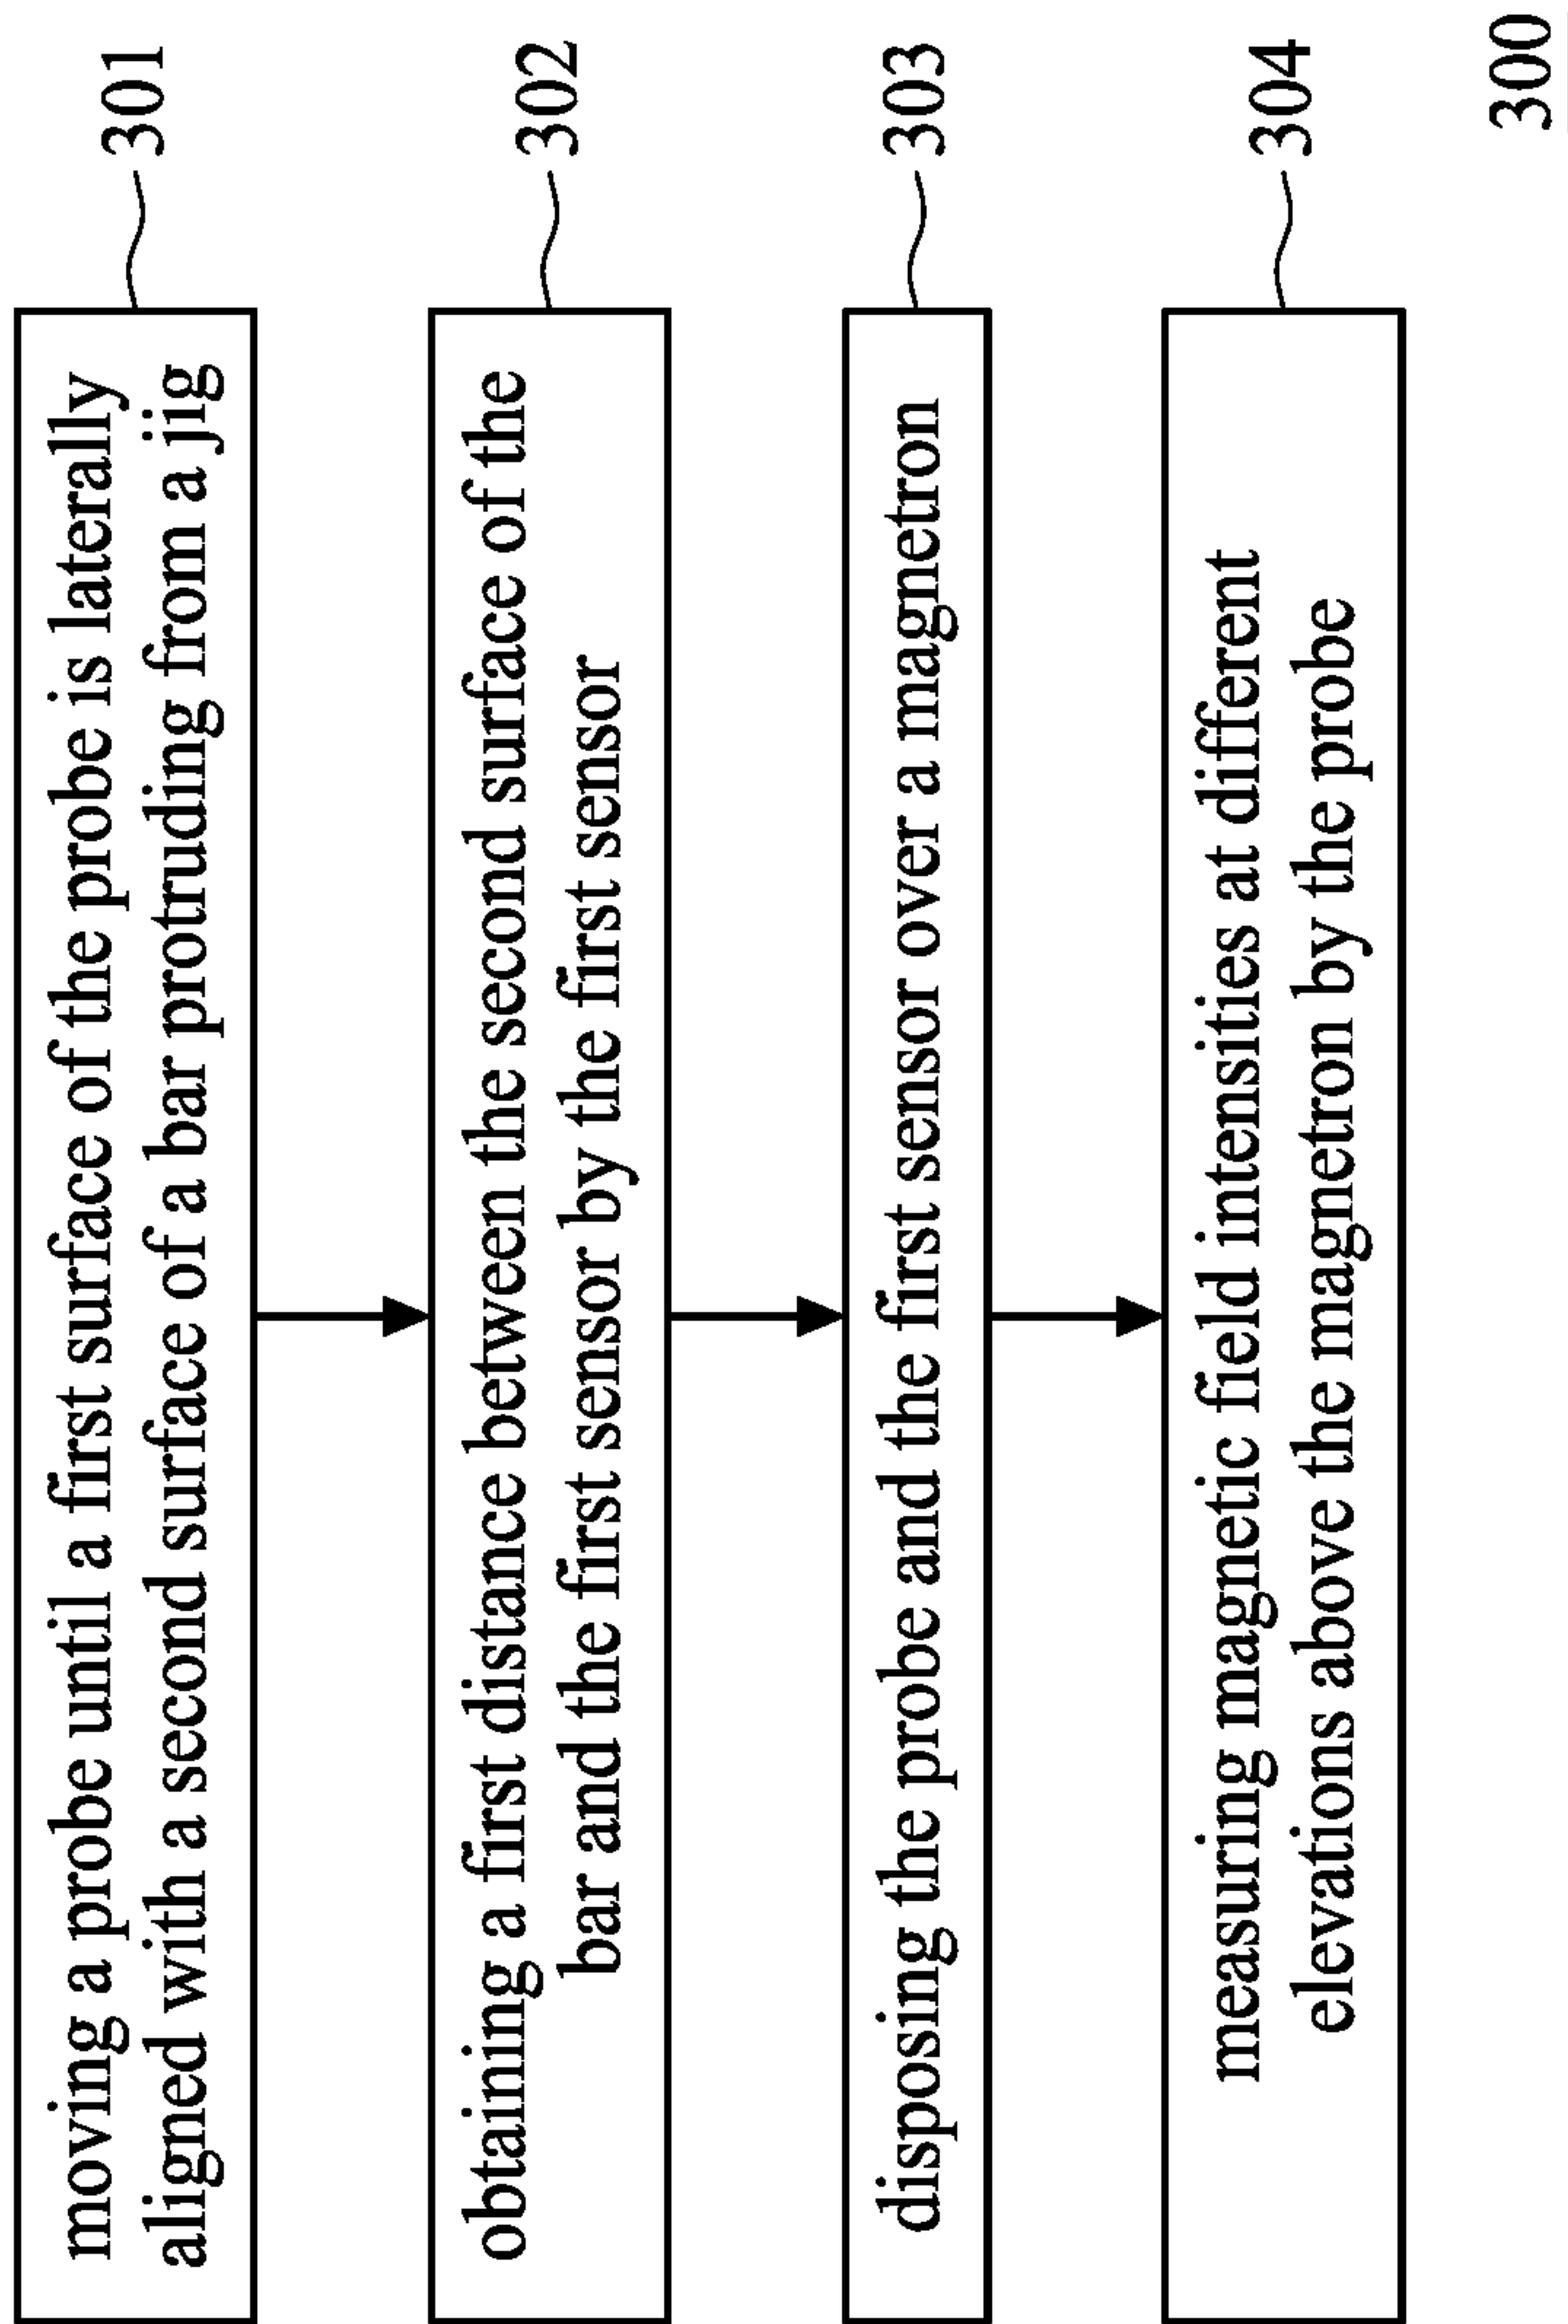 moving a probe until a first surface of the probe is laterally
aligned with a second surface of a bar protruding from a jig
301
obtaining a first distance between the second surface of the
bar and the first sensor by the first sensor
302
disposing the probe and the first sensor over a magnetron
303
measuring magnetic field intensities at different
elevations above the magnetron by the probe
304
300